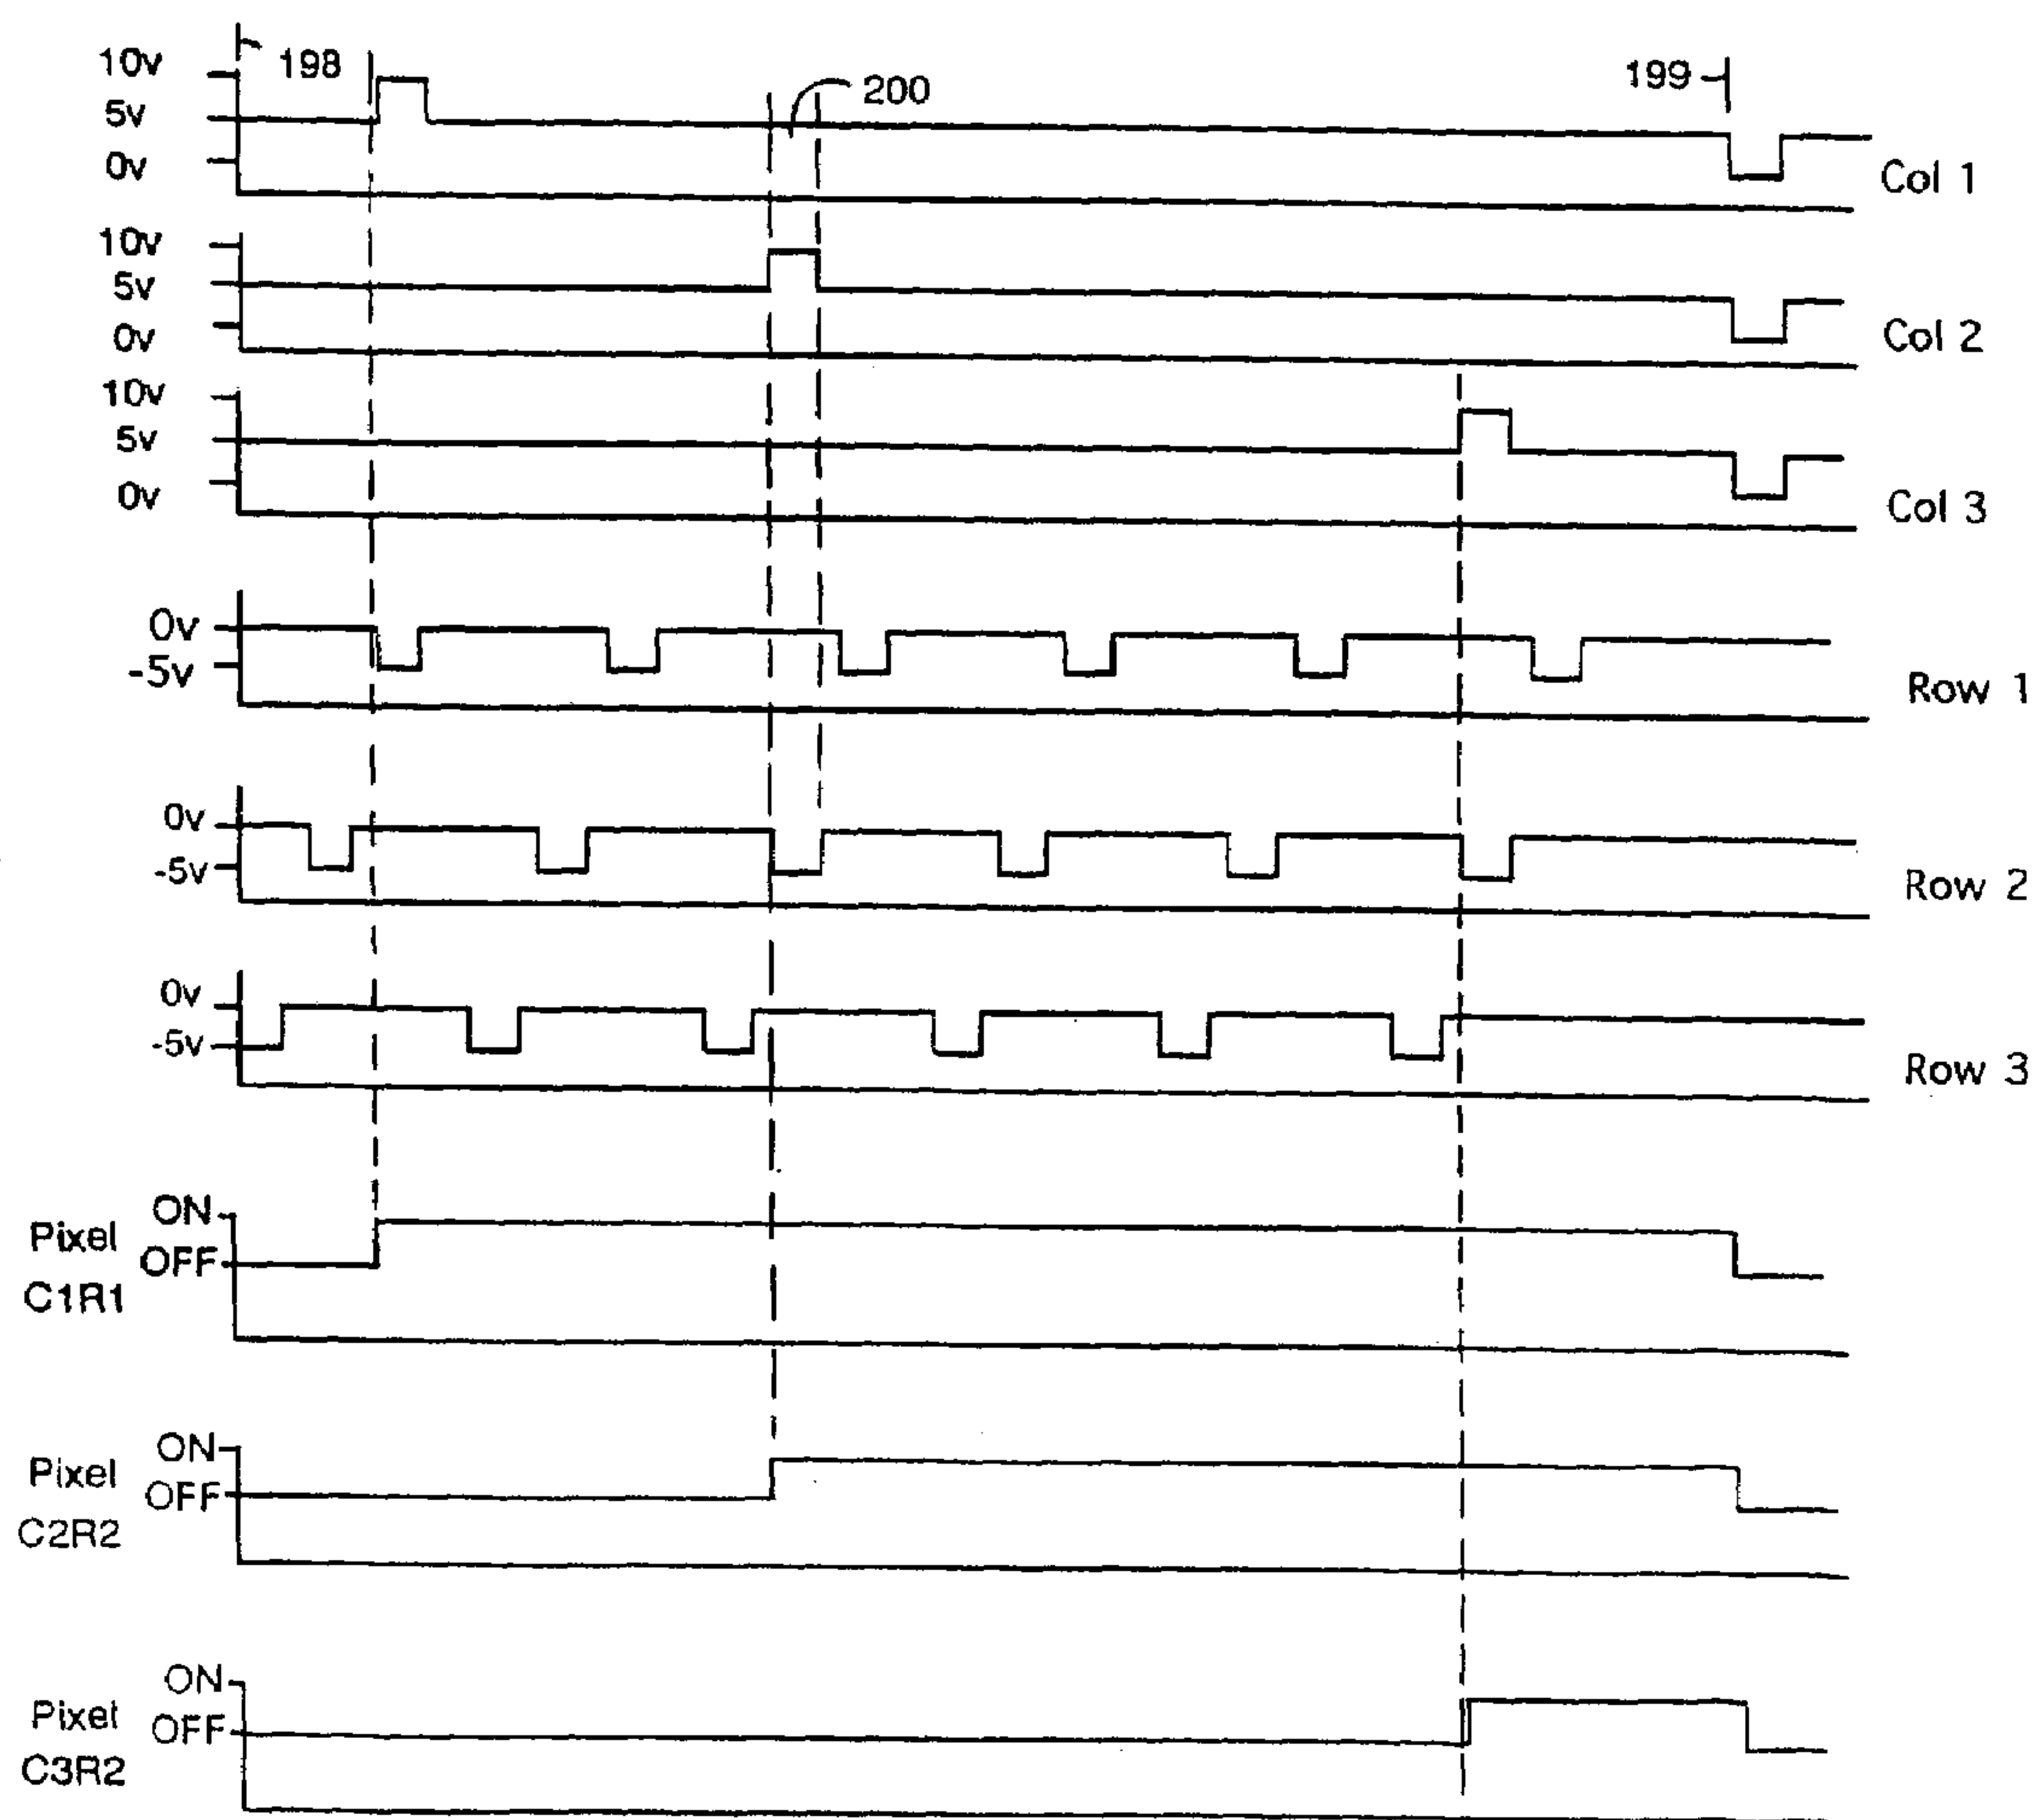 198
200
199
10v
5v
0v
Col 1
10v
5v
0v
Col 2
10v
5v
0v
Col 3
0v
-5v
Row 1
0v
-5v
Row 2
0v
-5v
Row 3
Pixel
C1R1
ON
OFF
Pixel
C2R2
ON
OFF
Pixel
C3R2
ON
OFF